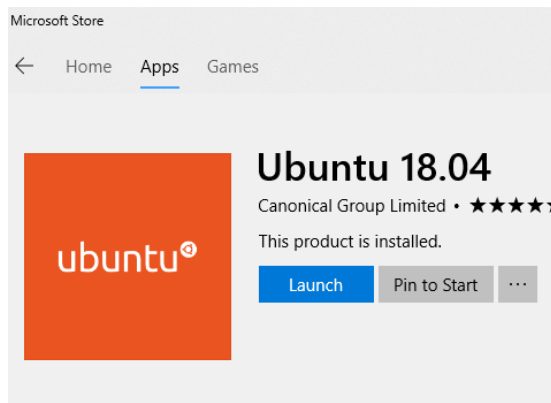 Microsoft Store
Home Apps Games
ubuntu
Ubuntu 18.04
Canonical Group Limited •
This product is installed.
Launch Pin to Start ...